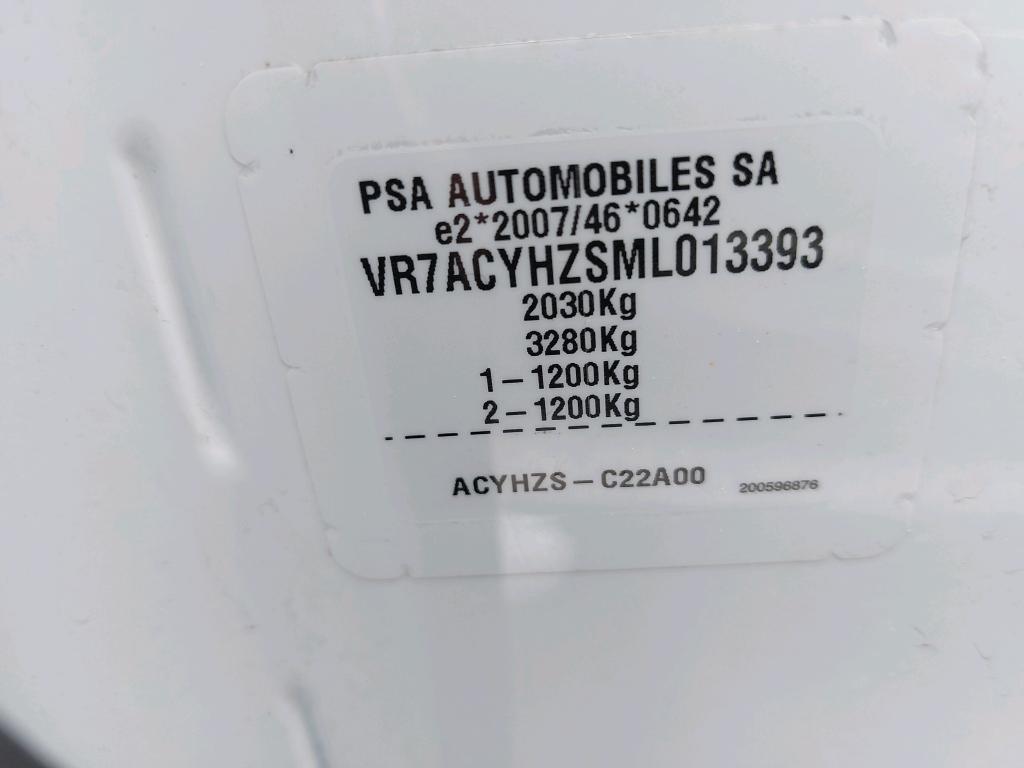 PSA AUTOMOBILES SA
e2*2007/46*0642
VR7ACYHZSML013393
2030Kg
3280Kg
1-1200Kg
2-1200Kg
ACYHZS-C22A00 200596876